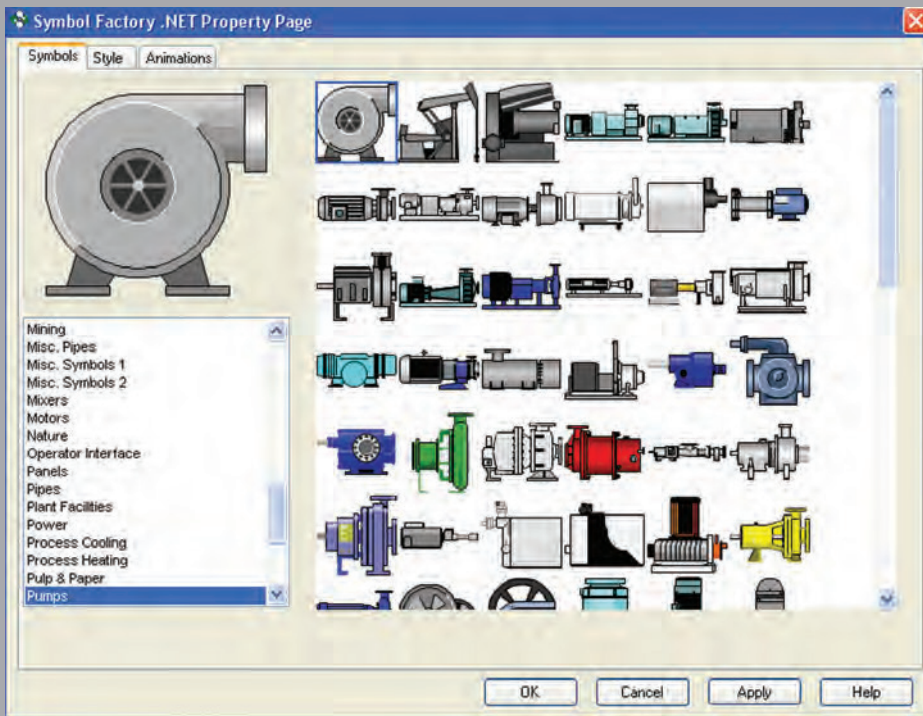 Symbol Factory .NET Property Page
Symbols Style Animations
Mining
Misc. Pipes
Misc. Symbols 1
Misc. Symbols 2
Mixers
Motors
Nature
Operator Interface
Panels
Pipes
Plant Facilities
Power
Process Cooling
Process Heating
Pulp & Paper
Pumps
OK Cancel Apply Help